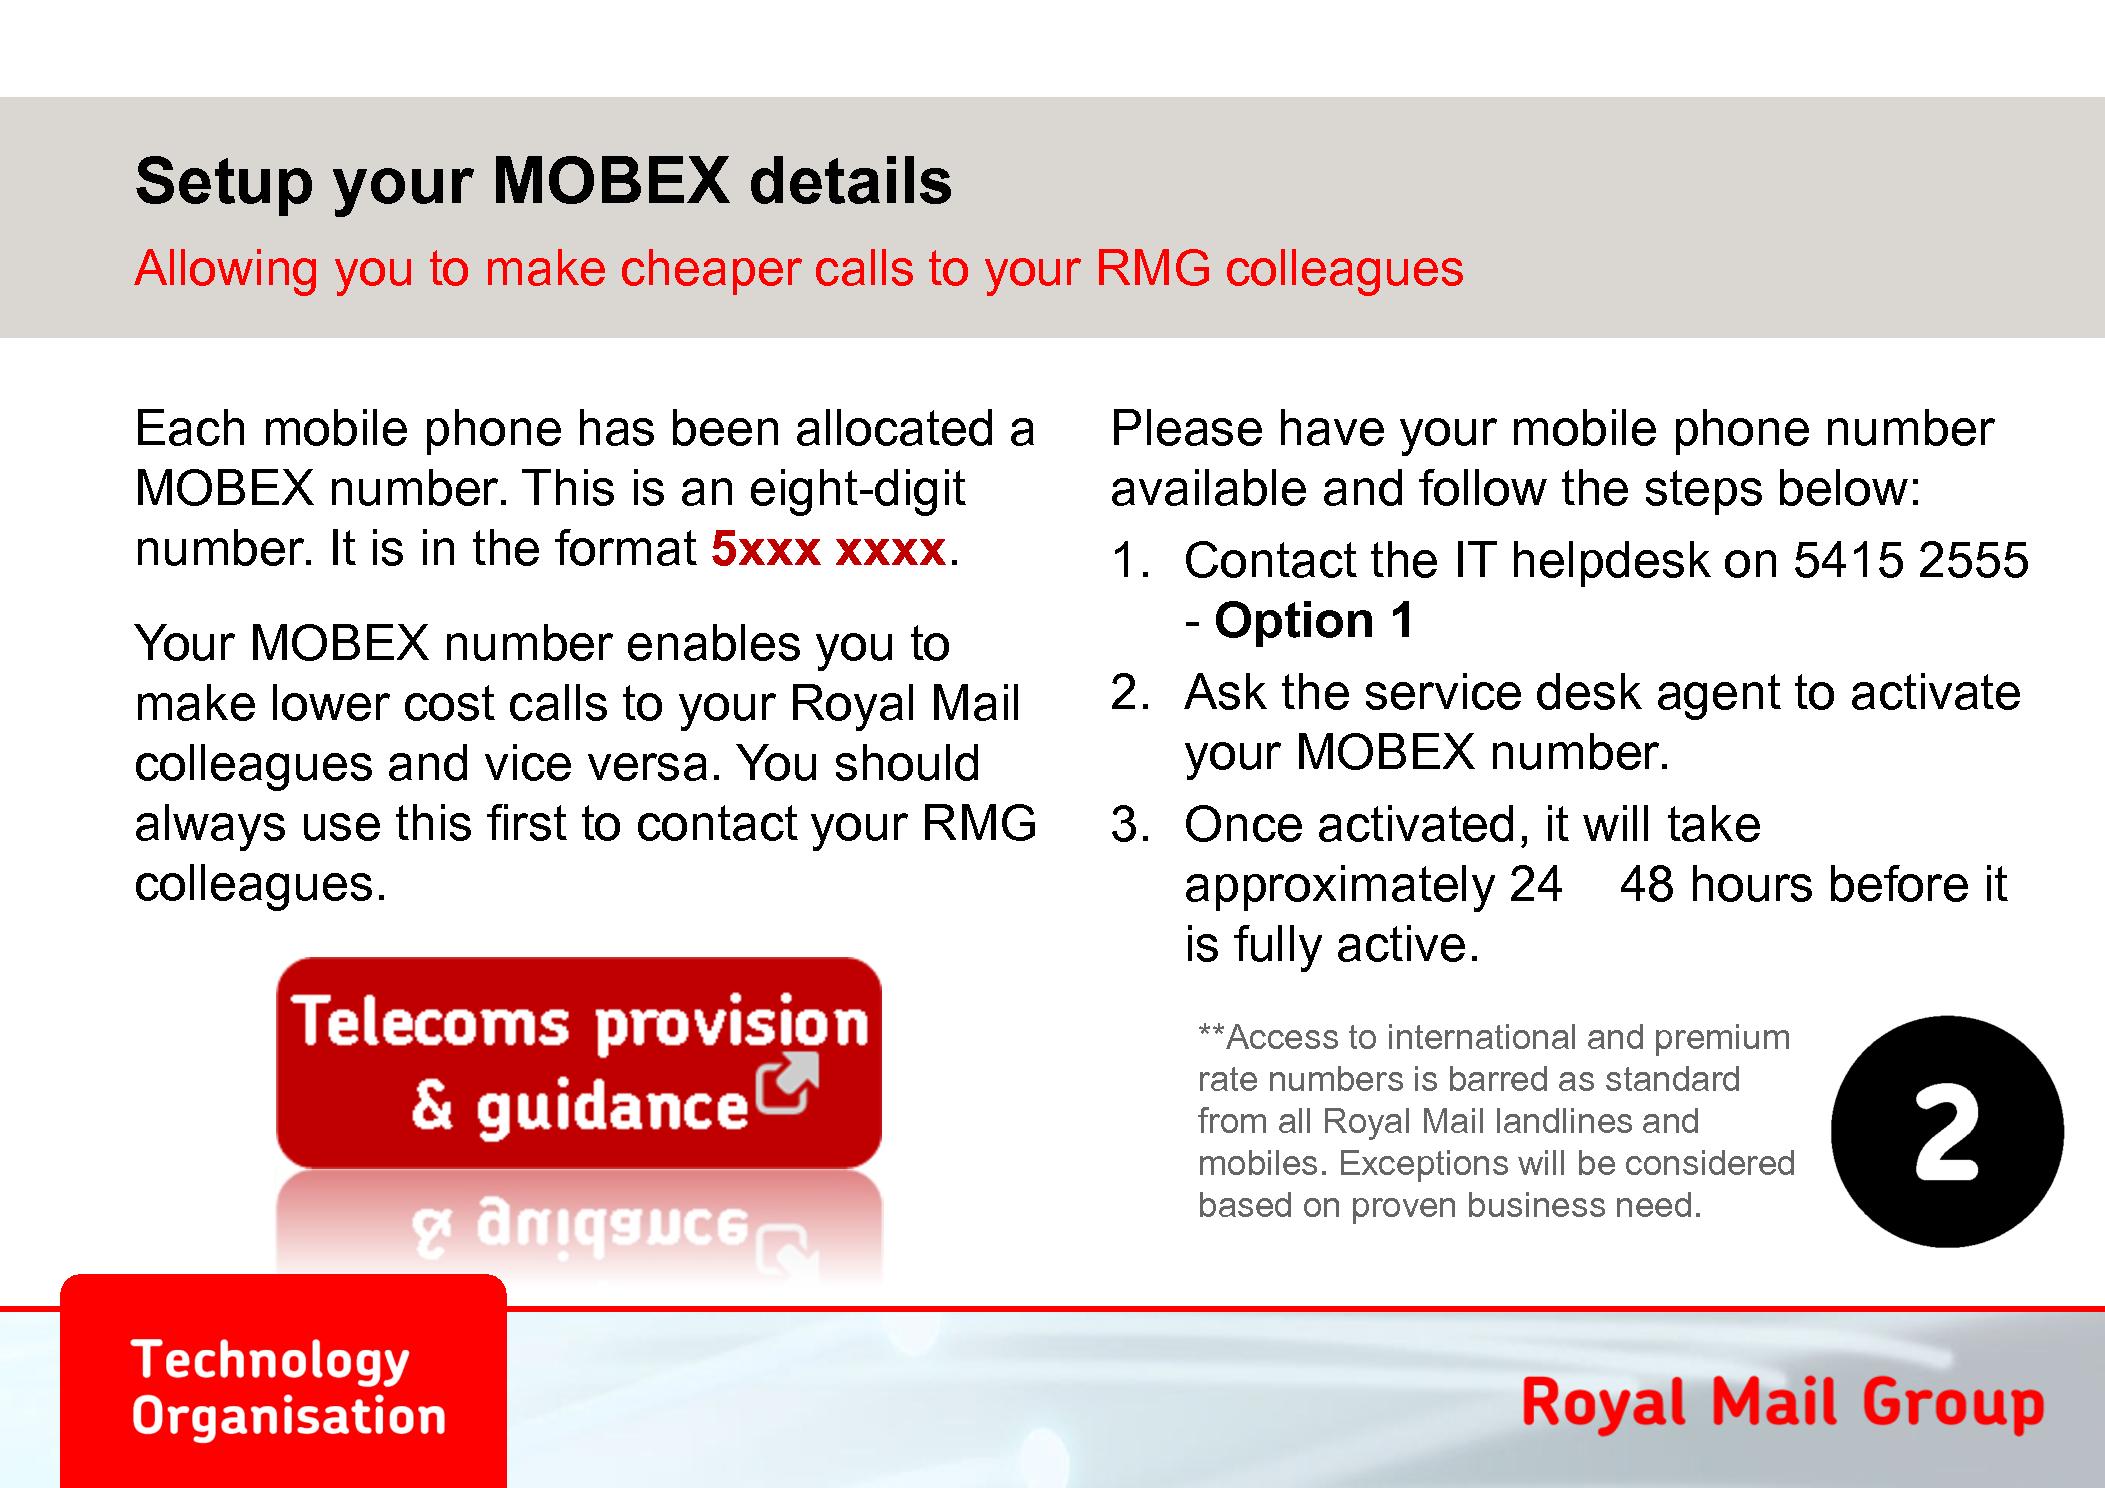 Setup your MOBEX details
Allowing you to make cheaper calls to your RMG colleagues
Each mobile phone has been allocated a
MOBEX number. This is an eight-digit
number. It is in the format 5xxx xxxx.
Your MOBEX number enables you to
make lower cost calls to your Royal Mail
colleagues and vice versa. You should
always use this first to contact your RMG
colleagues.
Telecoms provision
& guidance
Please have your mobile phone number
available and follow the steps below:
1. Contact the IT helpdesk on 5415 2555
- Option 1
2. Ask the service desk agent to activate
your MOBEX number.
3. Once activated, it will take
approximately 24 48 hours before it
is fully active.
**Access to international and premium
rate numbers is barred as standard
from all Royal Mail landlines and
mobiles. Exceptions will be considered
based on proven business need.
2
Technology
Organisation
Royal Mail Group